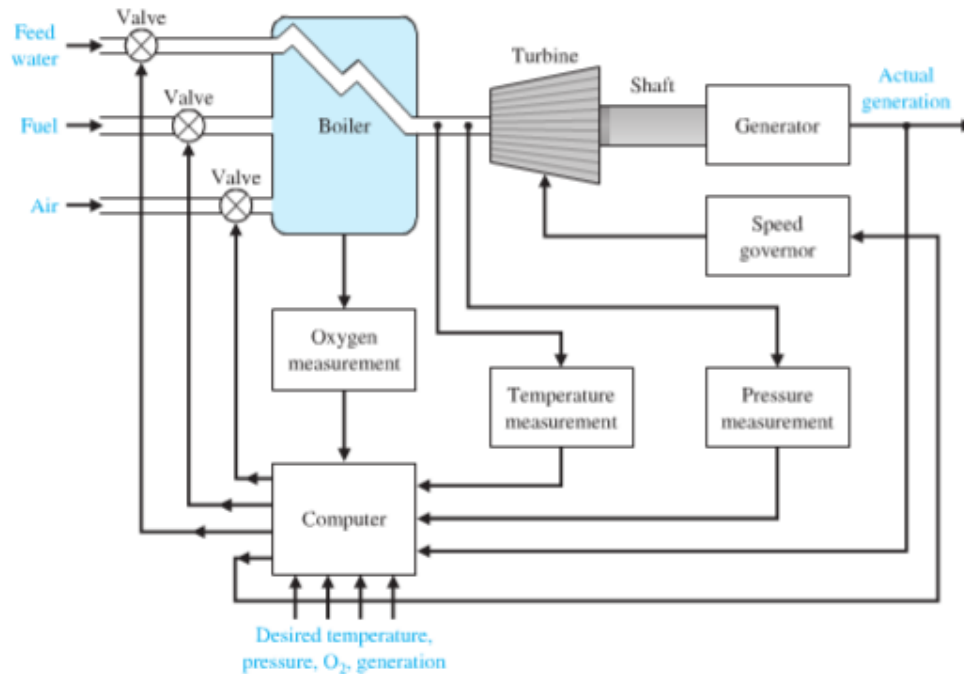 Valve
Feed
water
Valve
Fuel
Valve
Air
Boiler
Turbine
Shaft
Generator
Actual
generation
Speed
governor
Oxygen
measurement
Temperature
measurement
Pressure
measurement
Computer
Desired temperature,
pressure, O₂, generation